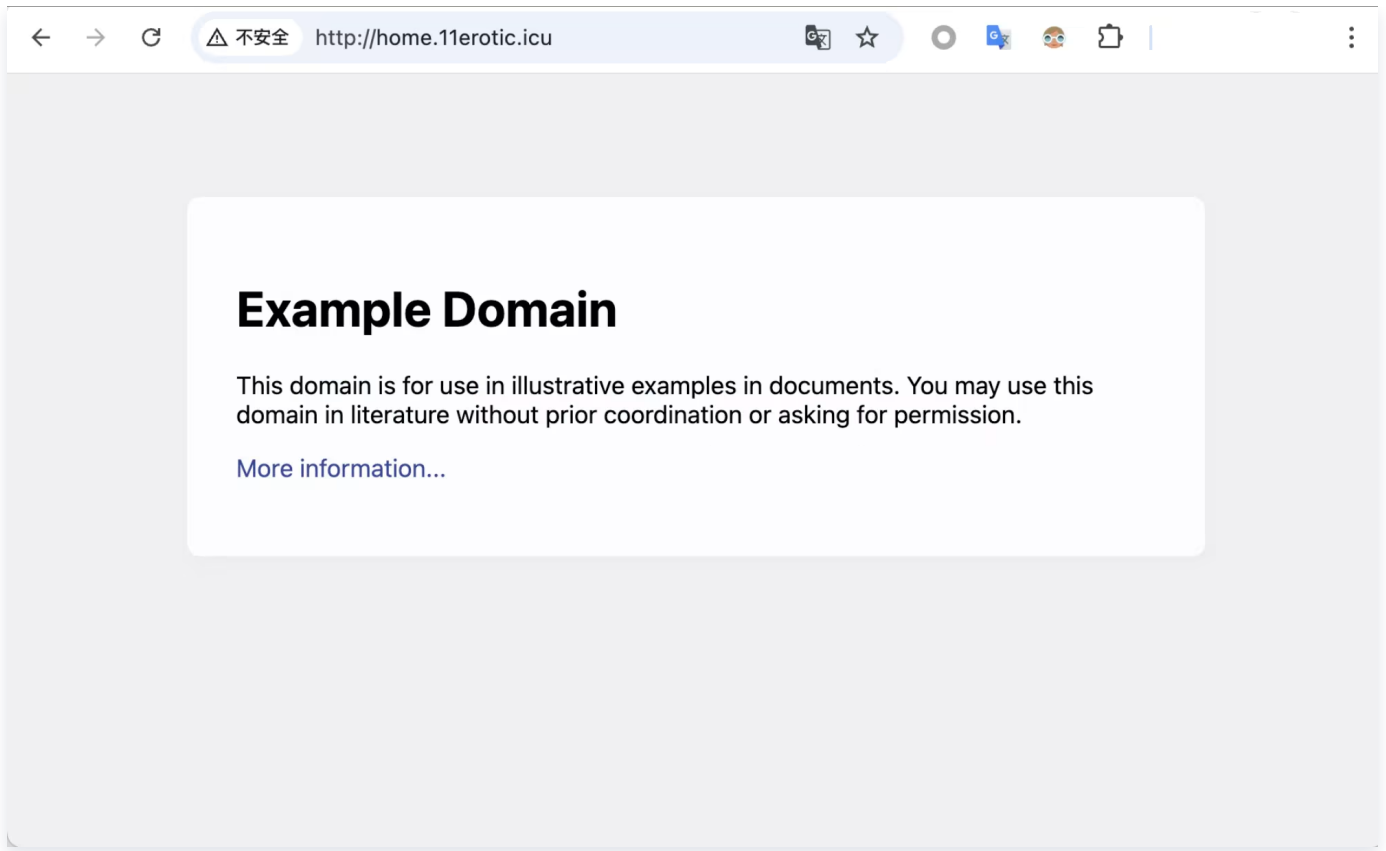 不安全 http://home.11erotic.icu
Example Domain
This domain is for use in illustrative examples in documents. You may use this
domain in literature without prior coordination or asking for permission.
More information...